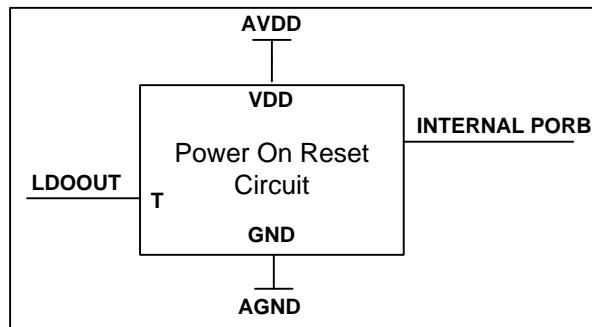 AVDD
VDD
INTERNAL PORB
Power On Reset
Circuit
LDOOUT
T
GND
AGND